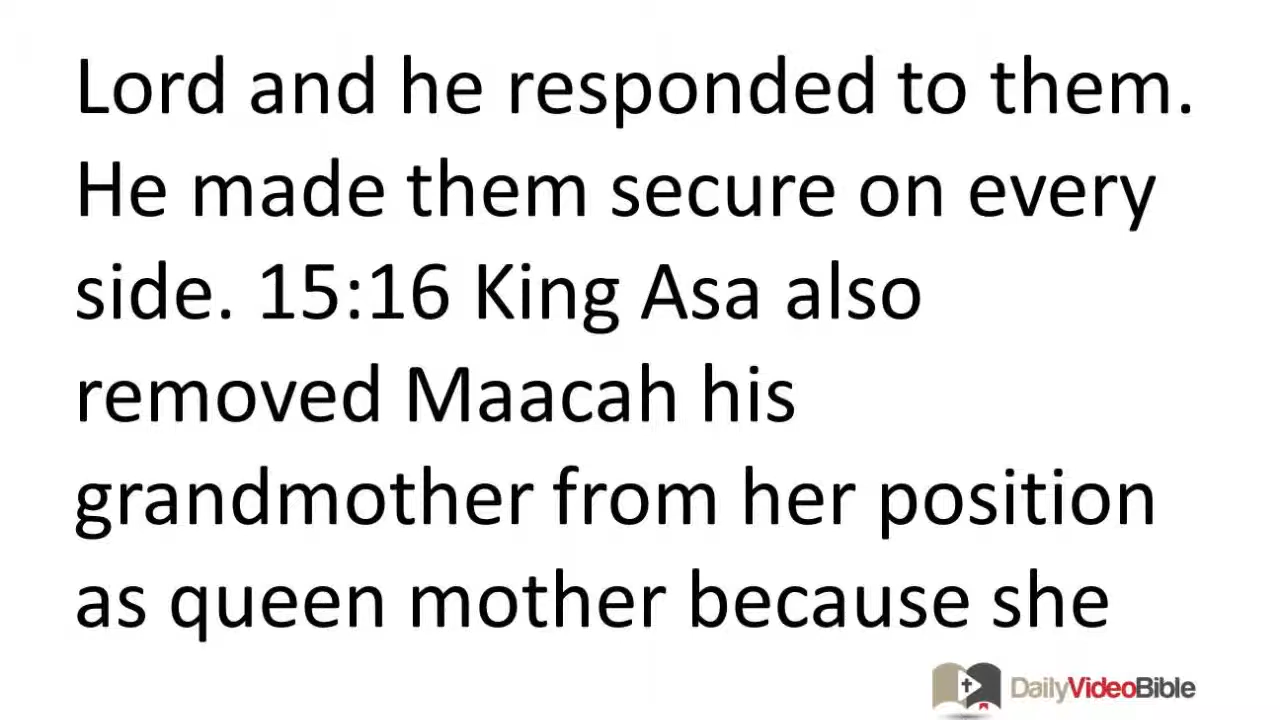 Lord and he responded to them.
He made them secure on every
side. 15:16 King Asa also
removed Maacah his
grandmother from her position
as queen mother because she
DailyVideoBible